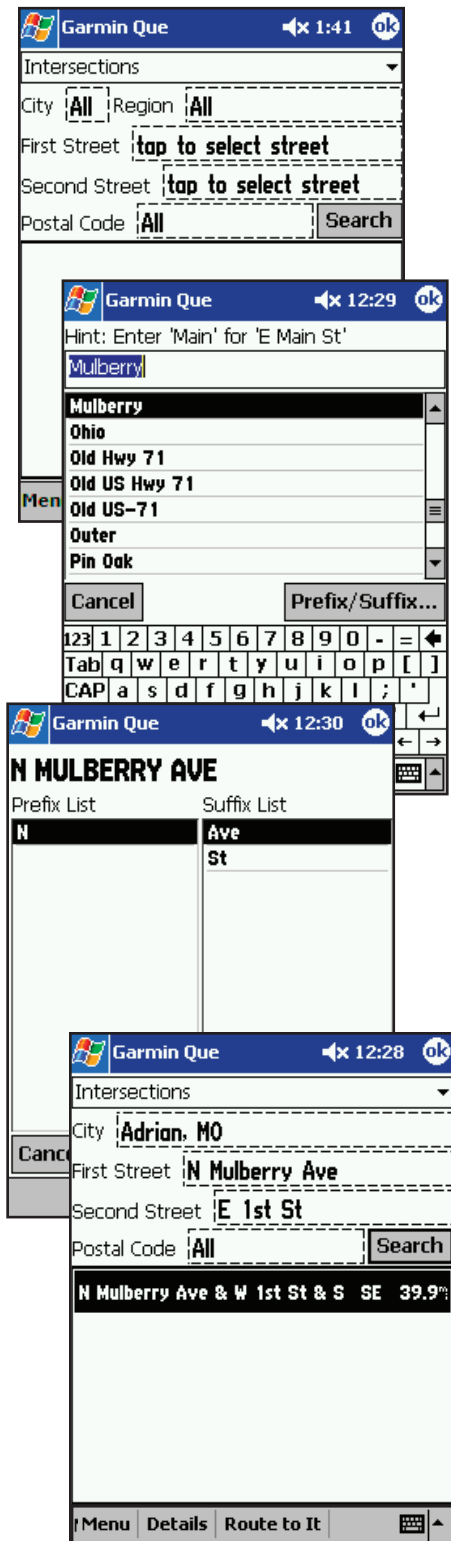 Garmin Que 1:41 ok
Intersections
City All Region All
First Street tap to select street
Second Street tap to select street
Postal Code All Search
Men
Garmin Que 12:29 ok
Hint: Enter 'Main' for 'E Main St'
Mulberry
Mulberry
Ohio
Old Hwy 71
Old US Hwy 71
Old US-71
Outer
Pin Oak
Cancel Prefix/Suffix...
123 1 2 3 4 5 6 7 8 9 0 - =
Tab q w e r t y u i o p [ ]
CAP a s d f g h j k l ; '
Garmin Que 12:30 ok
N MULBERRY AVE
Prefix List Suffix List
N Ave
St
Canc
Garmin Que 12:28 ok
Intersections
City Adrian, MO
First Street N Mulberry Ave
Second Street E 1st St
Postal Code All Search
N Mulberry Ave & W 1st St & S SE 39.9
Menu Details Route to It